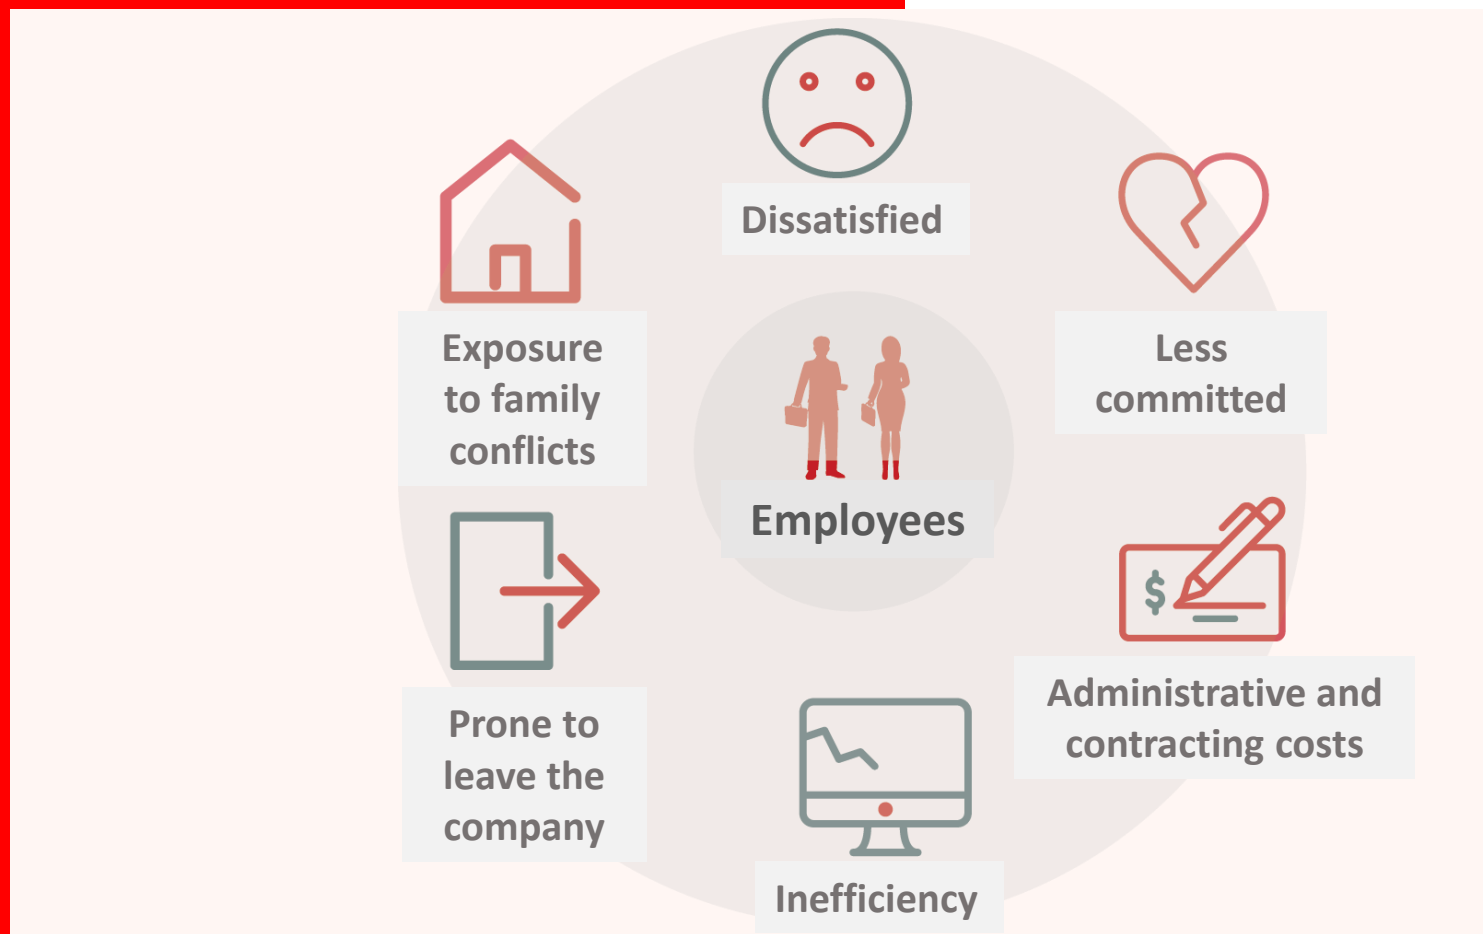 Dissatisfied
Exposure
to family
conflicts
Less
committed
Employees
$
Prone to
leave the
company
Administrative and
contracting costs
Inefficiency